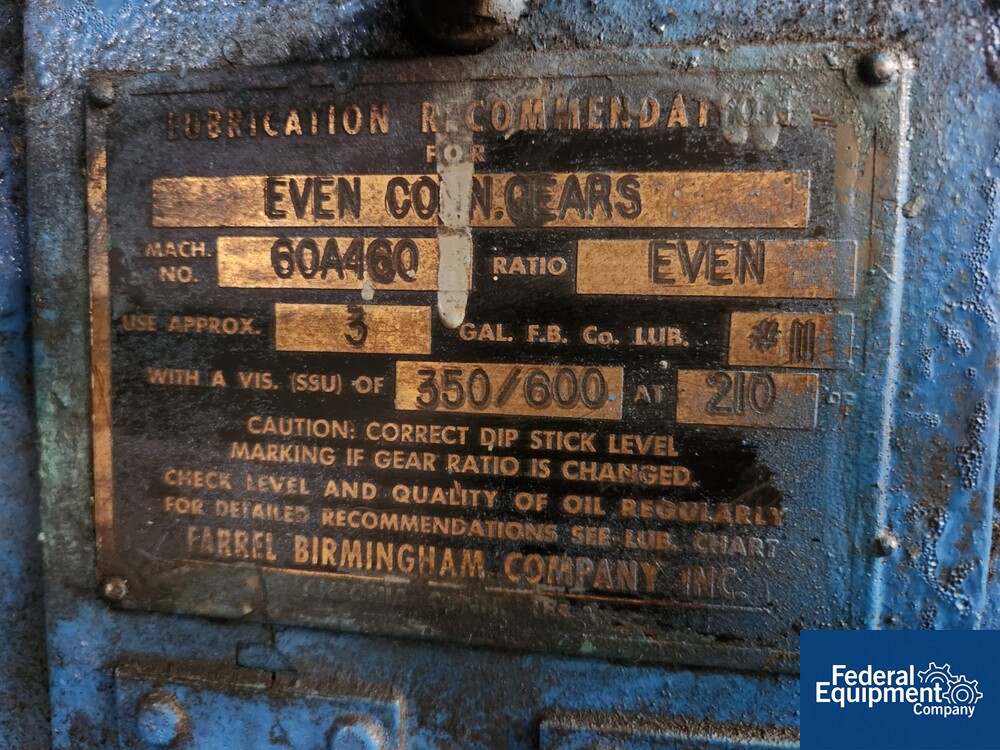 LUBRICATION RECOMMENDATIONS
FOR
EVEN CONN. GEARS
MACH. NO. 60A460 RATIO EVEN
USE APPROX. 3 GAL. F.B. Co. LUB. # III
WITH A VIS. (SSU) OF 350/600 AT 210 °F
CAUTION: CORRECT DIP STICK LEVEL
MARKING IF GEAR RATIO IS CHANGED.
CHECK LEVEL AND QUALITY OF OIL REGULARLY
FOR DETAILED RECOMMENDATIONS SEE LUB. CHART
FARREL BIRMINGHAM COMPANY INC.
Federal
Equipment
Company